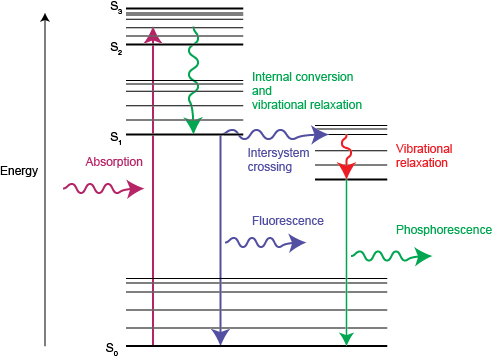 S3
S2
Internal conversion
and
vibrational relaxation
S1
Intersystem
crossing
Vibrational
relaxation
Absorption
Energy
Fluorescence
Phosphorescence
S0